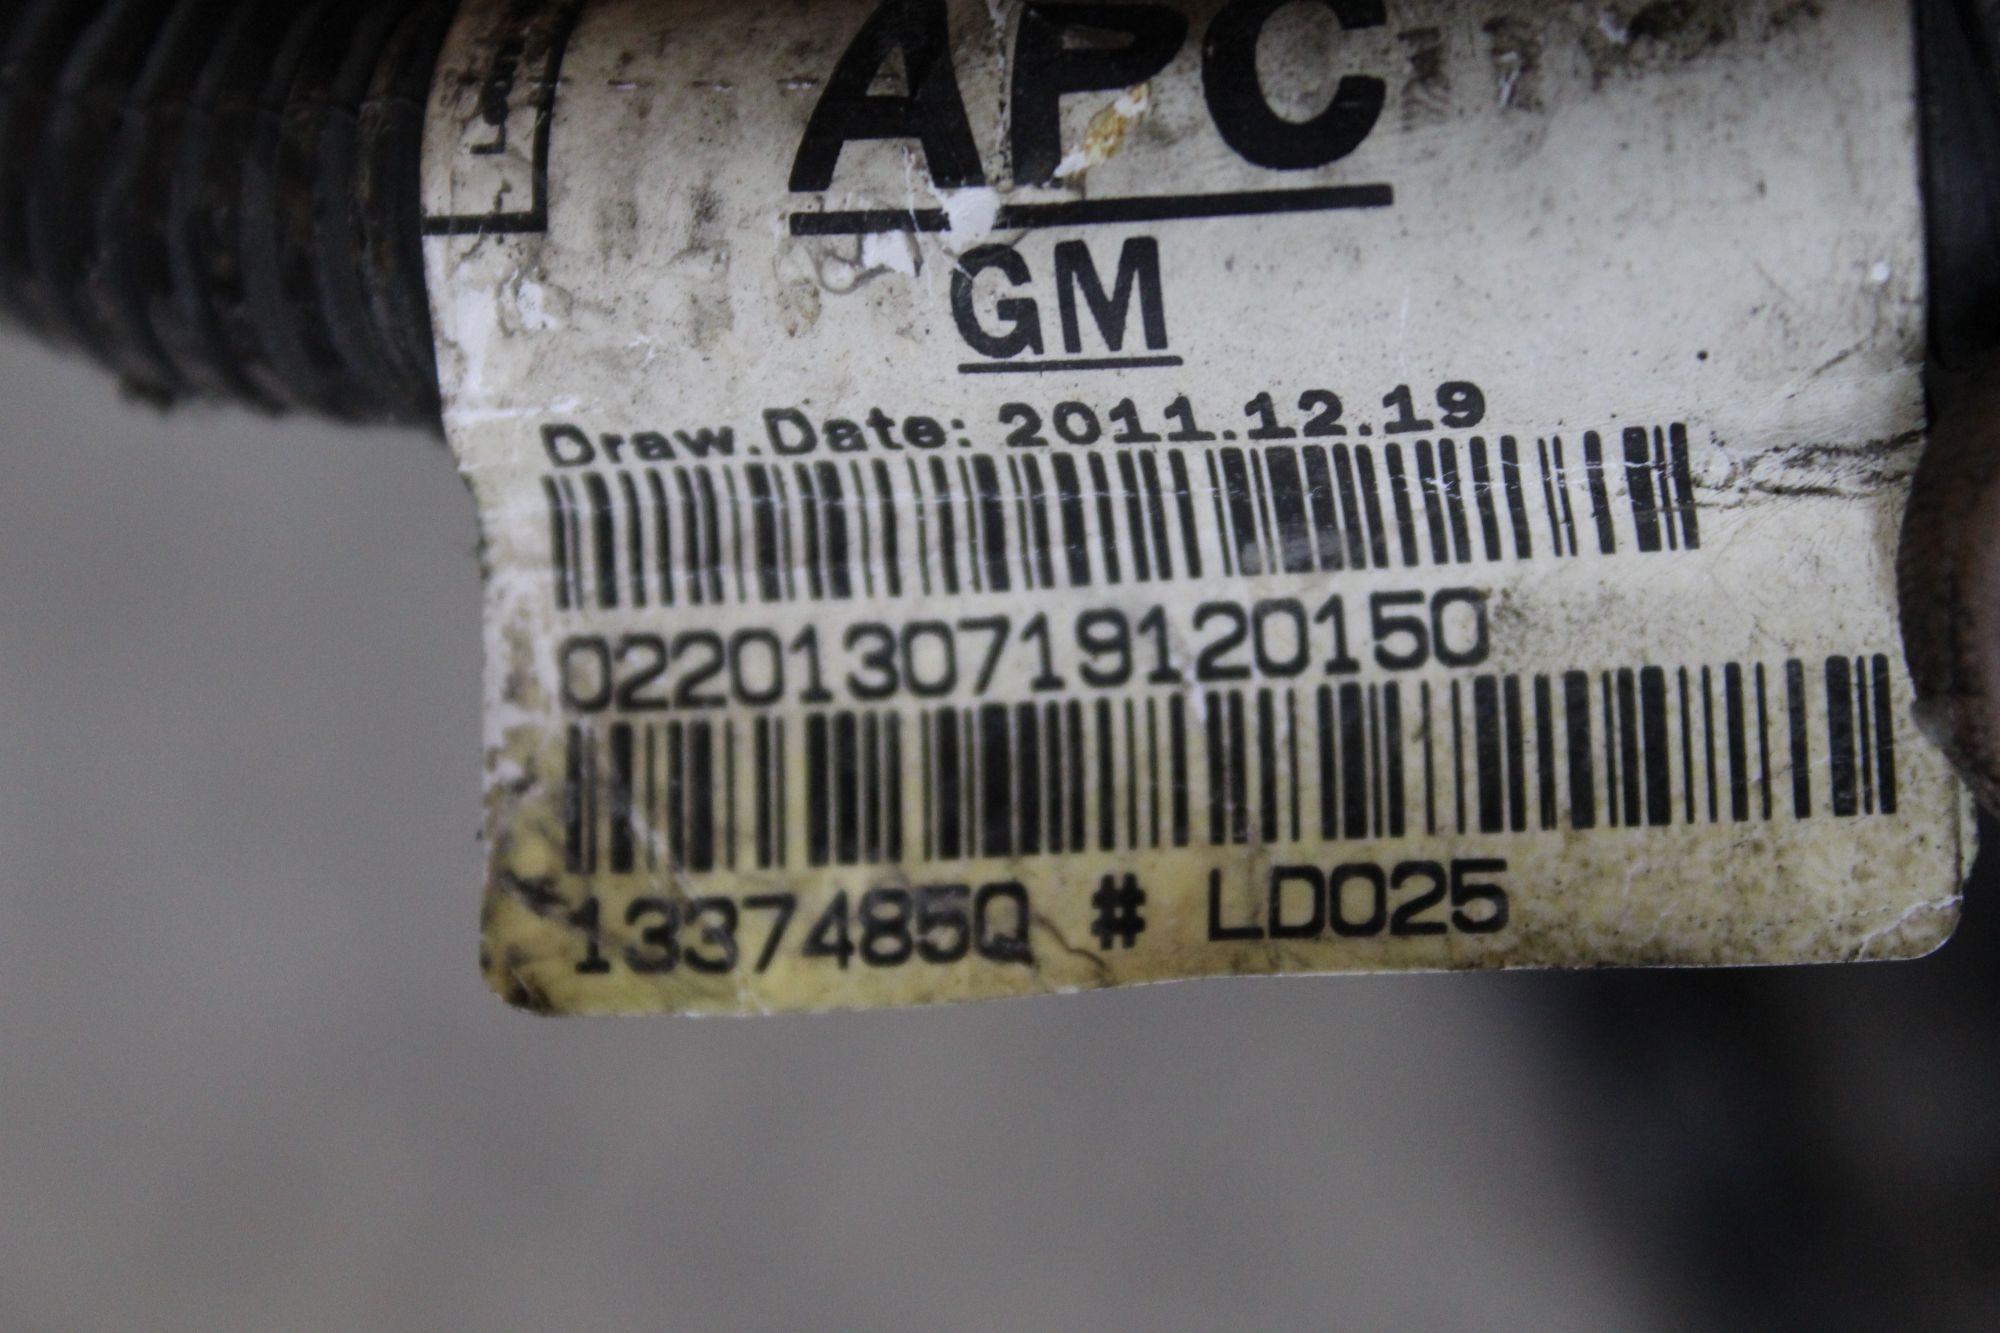 APC
GM
Draw.Date: 2011.12.19
0220130719120150
1337485Q # LD025